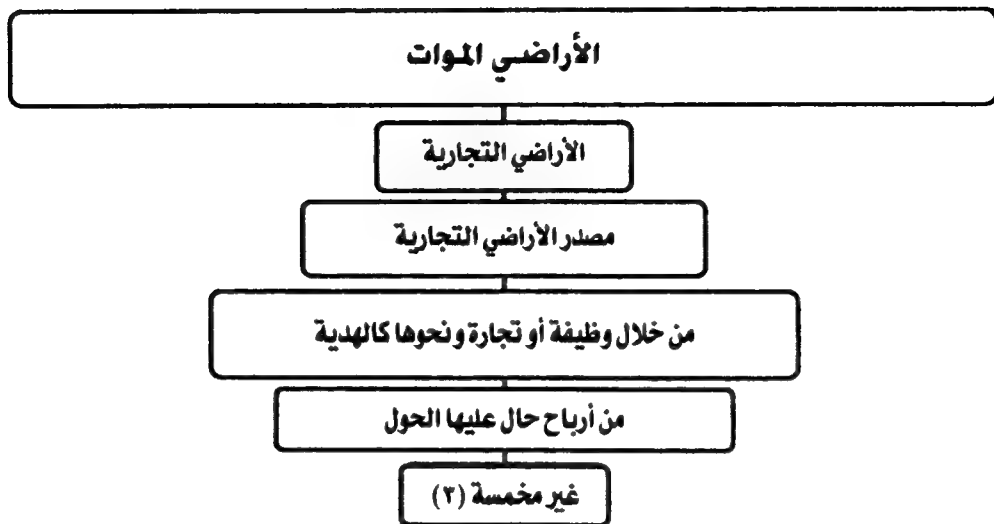 الأراضي الموات
الأراضي التجارية
مصدر الأراضي التجارية
من خلال وظيفة أو تجارة ونحوها كالهدية
من أرباح حال عليها الحول
غير مخمسة (٣)